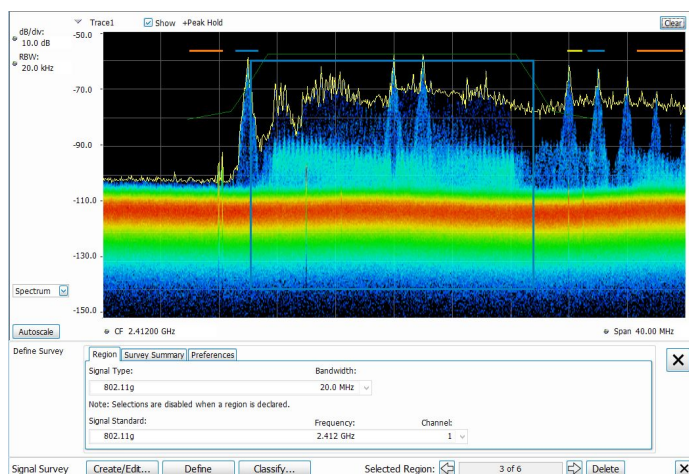 Trace1 Show +Peak Hold Clear
dB/div:
10.0 dB
RBW:
20.0 kHz
-50.0
-70.0
-90.0
-110.0
-130.0
-150.0
Spectrum
Autoscale CF 2.41200 GHz Span 40.00 MHz
Define Survey
Region Survey Summary Preferences
Signal Type: Bandwidth:
802.11g 20.0 MHz
Note: Selections are disabled when a region is declared.
Signal Standard: Frequency: Channel:
802.11g 2.412 GHz 1
Signal Survey Create/Edit... Define Classify... Selected Region: 3 of 6 Delete